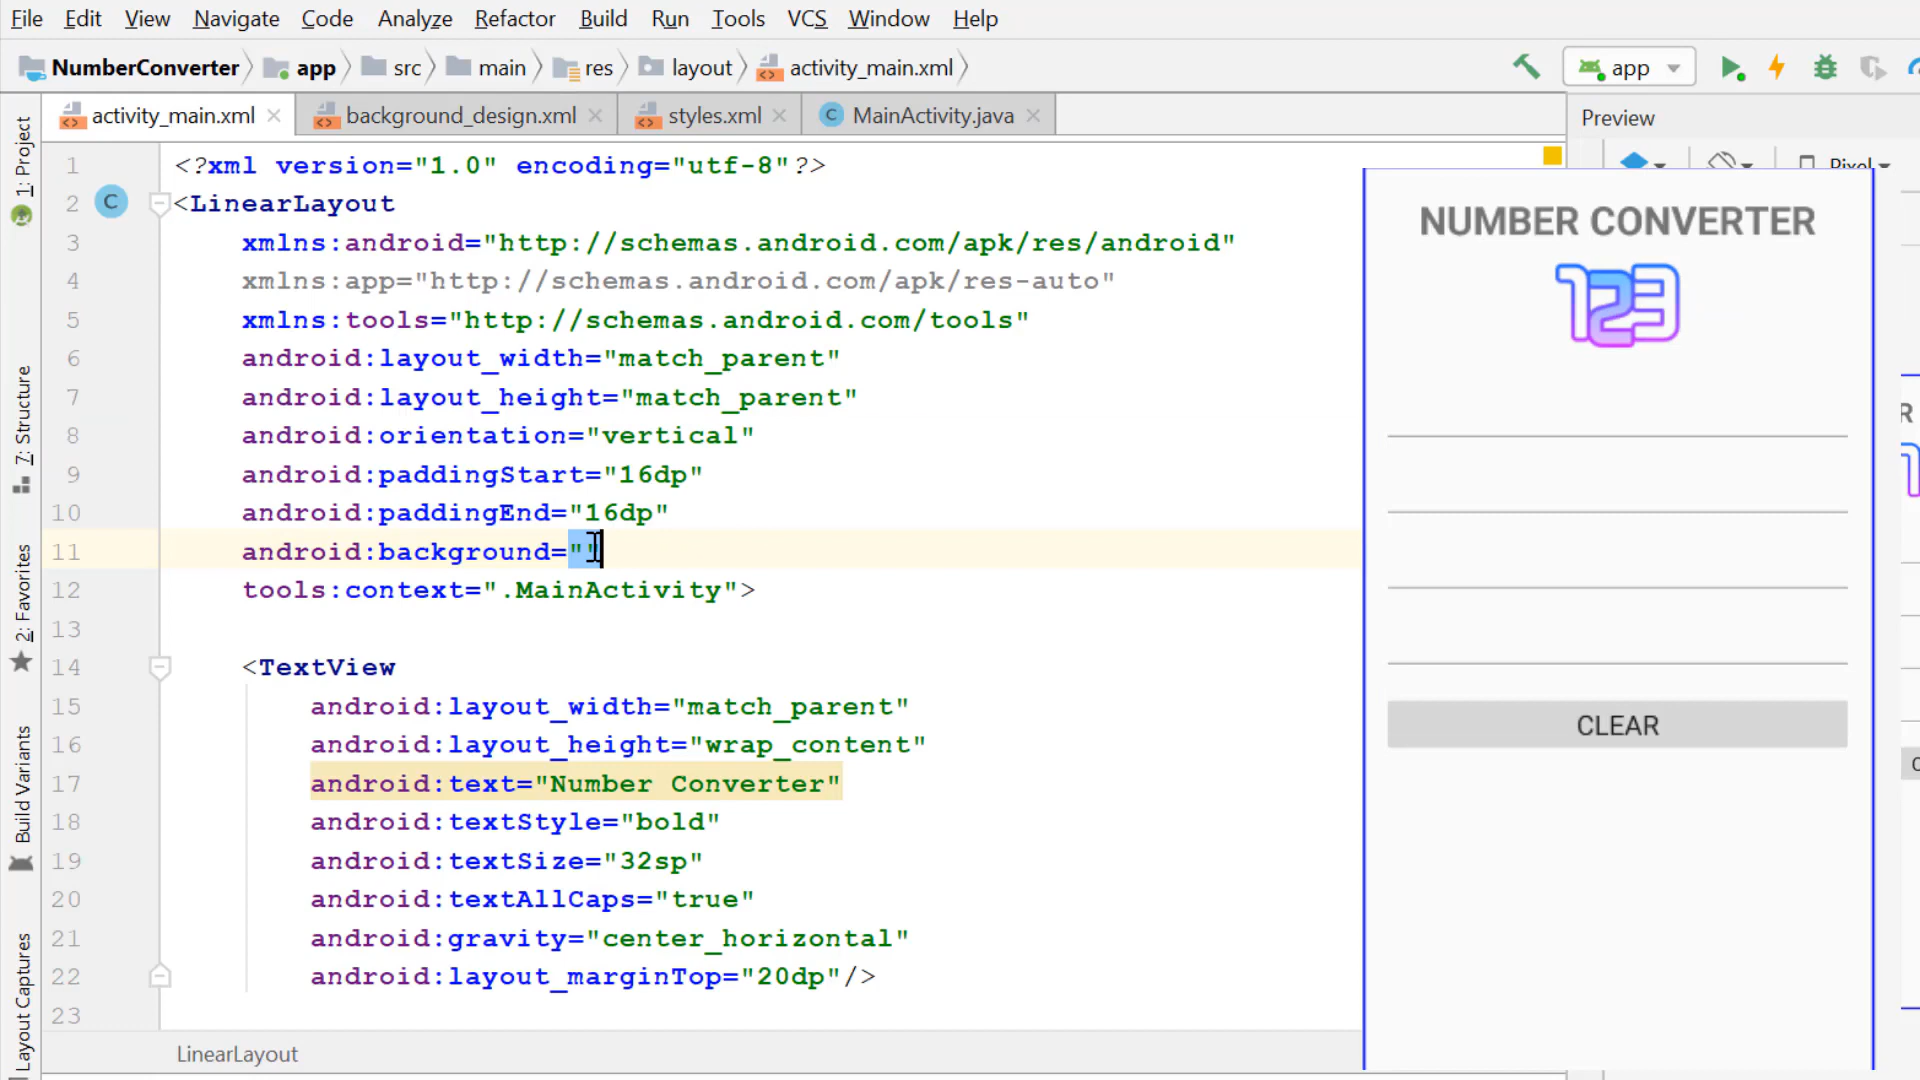 File Edit View Navigate Code Analyze Refactor Build Run Tools VCS Window Help
NumberConverter app src main res layout activity_main.xml app
activity_main.xml background_design.xml styles.xml MainActivity.java Preview
Pixel
1: Project
7: Structure
2: Favorites
Build Variants
Layout Captures
1 <?xml version="1.0" encoding="utf-8"?>
2 C <LinearLayout
3 xmlns:android="http://schemas.android.com/apk/res/android"
4 xmlns:app="http://schemas.android.com/apk/res-auto"
5 xmlns:tools="http://schemas.android.com/tools"
6 android:layout_width="match_parent"
7 android:layout_height="match_parent"
8 android:orientation="vertical"
9 android:paddingStart="16dp"
10 android:paddingEnd="16dp"
11 android:background=""
12 tools:context=".MainActivity">
13
14 <TextView
15 android:layout_width="match_parent"
16 android:layout_height="wrap_content"
17 android:text="Number Converter"
18 android:textStyle="bold"
19 android:textSize="32sp"
20 android:textAllCaps="true"
21 android:gravity="center_horizontal"
22 android:layout_marginTop="20dp"/>
23
LinearLayout
NUMBER CONVERTER
123
CLEAR
R